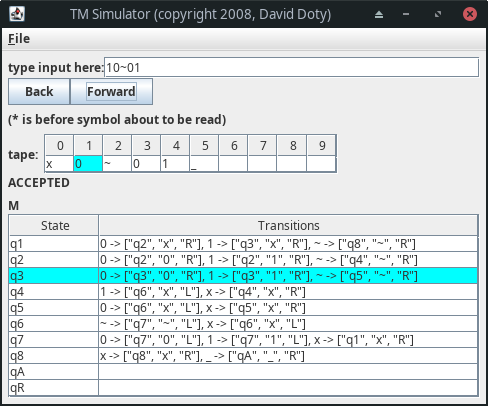 TM Simulator (copyright 2008, David Doty)
File
type input here: 10~01
Back Forward
(* is before symbol about to be read)
0 1 2 3 4 5 6 7 8 9
tape: x 0 ~ 0 1 _
ACCEPTED
M
State Transitions
q1 0 -> ["q2", "x", "R"], 1 -> ["q3", "x", "R"], ~ -> ["q8", "~", "R"]
q2 0 -> ["q2", "0", "R"], 1 -> ["q2", "1", "R"], ~ -> ["q4", "~", "R"]
q3 0 -> ["q3", "0", "R"], 1 -> ["q3", "1", "R"], ~ -> ["q5", "~", "R"]
q4 1 -> ["q6", "x", "L"], x -> ["q4", "x", "R"]
q5 0 -> ["q6", "x", "L"], x -> ["q5", "x", "R"]
q6 ~ -> ["q7", "~", "L"], x -> ["q6", "x", "L"]
q7 0 -> ["q7", "0", "L"], 1 -> ["q7", "1", "L"], x -> ["q1", "x", "R"]
q8 x -> ["q8", "x", "R"], _ -> ["qA", "_", "R"]
qA
qR